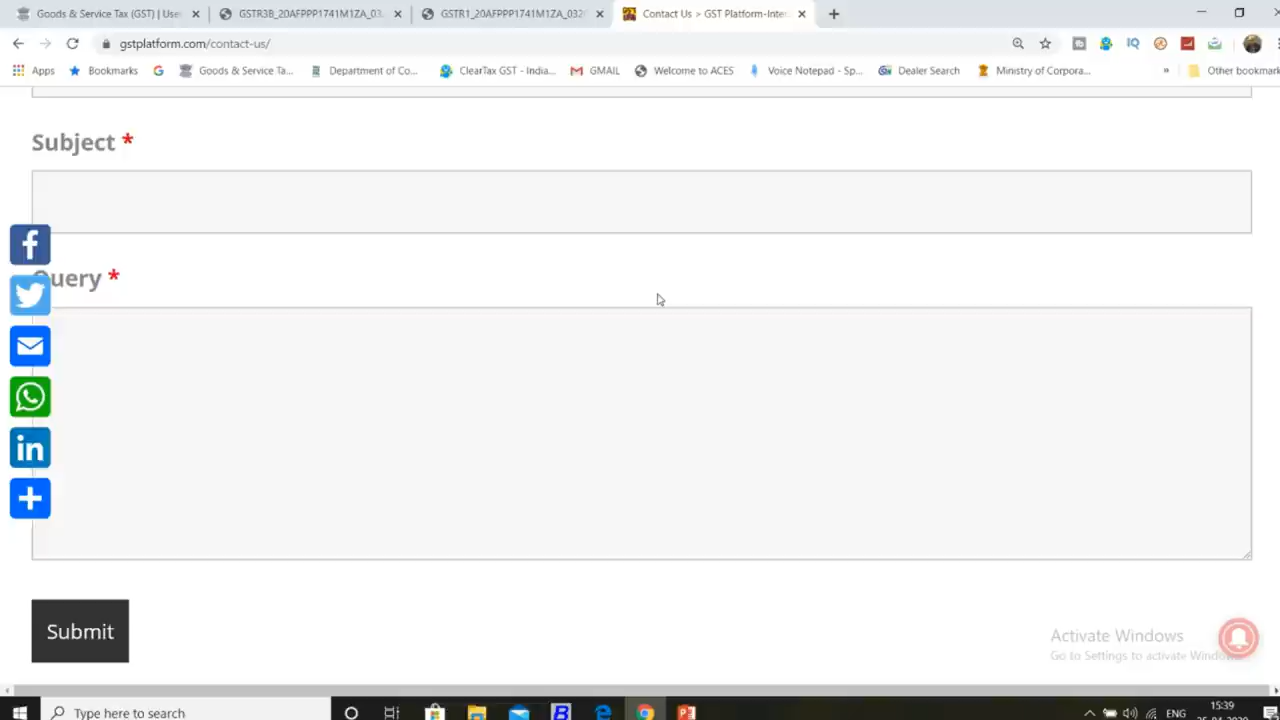 Goods & Service Tax (GST) | User
GSTR3B_20AFPPP1741M1ZA_03
GSTR1_20AFPPP1741M1ZA_032
Contact Us > GST Platform-Inte
gstplatform.com/contact-us/
IQ
Apps
Bookmarks
Goods & Service Ta...
Department of Co...
ClearTax GST - India...
GMAIL
Welcome to ACES
Voice Notepad - Sp...
Dealer Search
Ministry of Corpora...
»
Other bookmark
Subject *
Query *
Submit
Activate Windows
Go to Settings to activate Windows.
Type here to search
ENG
15:39